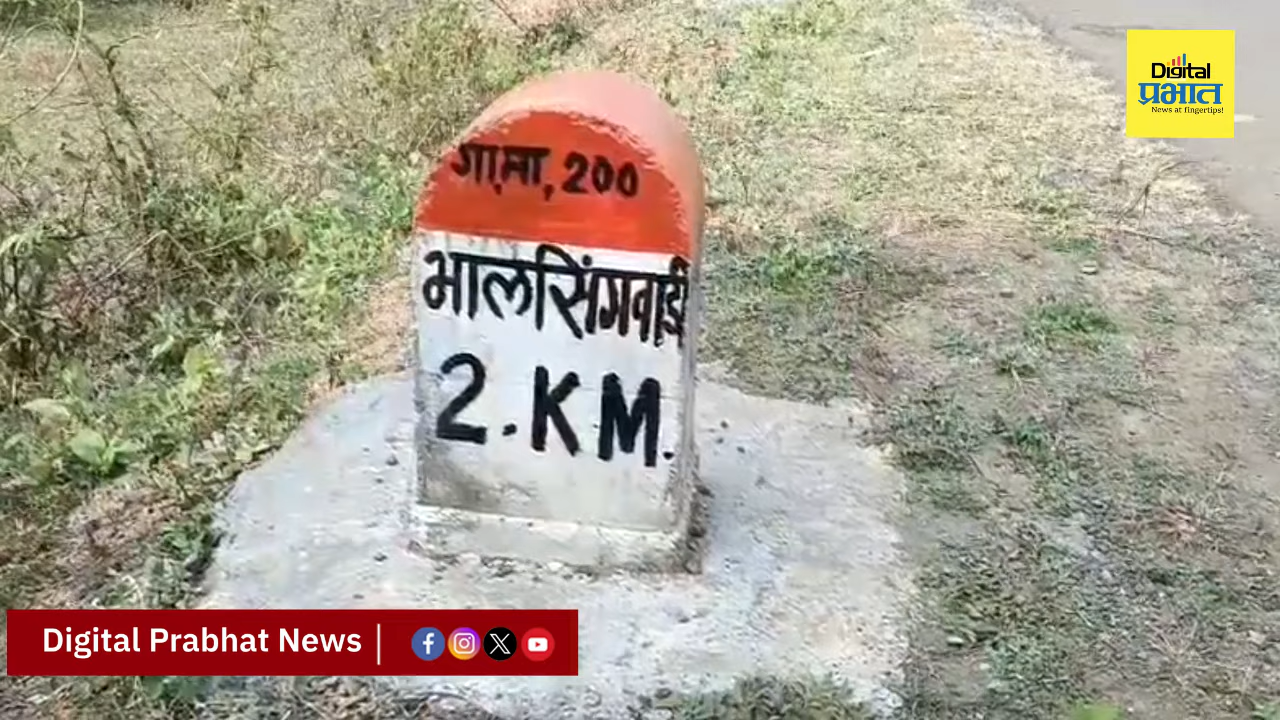 Digital
प्रभात
News at fingertips!
गा,मा, 200
भालसिंगवाडी
2.KM.
Digital Prabhat News |